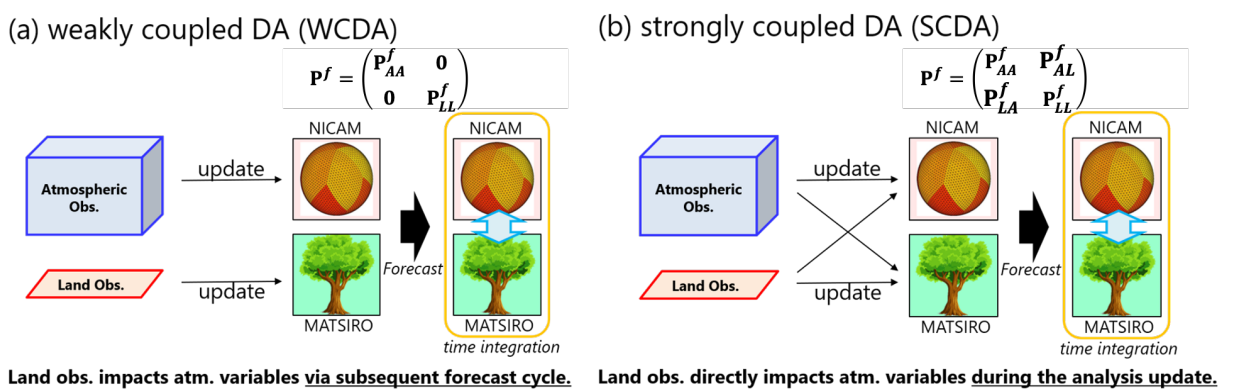 (a) weakly coupled DA (WCDA)
P^f = ( P^f_AA 0
0 P^f_LL )
NICAM
NICAM
Atmospheric
Obs.
update
Land Obs.
update
Forecast
MATSIRO
MATSIRO
time integration
Land obs. impacts atm. variables via subsequent forecast cycle.
(b) strongly coupled DA (SCDA)
P^f = ( P^f_AA P^f_AL
P^f_LA P^f_LL )
NICAM
NICAM
Atmospheric
Obs.
update
Land Obs.
update
Forecast
MATSIRO
MATSIRO
time integration
Land obs. directly impacts atm. variables during the analysis update.